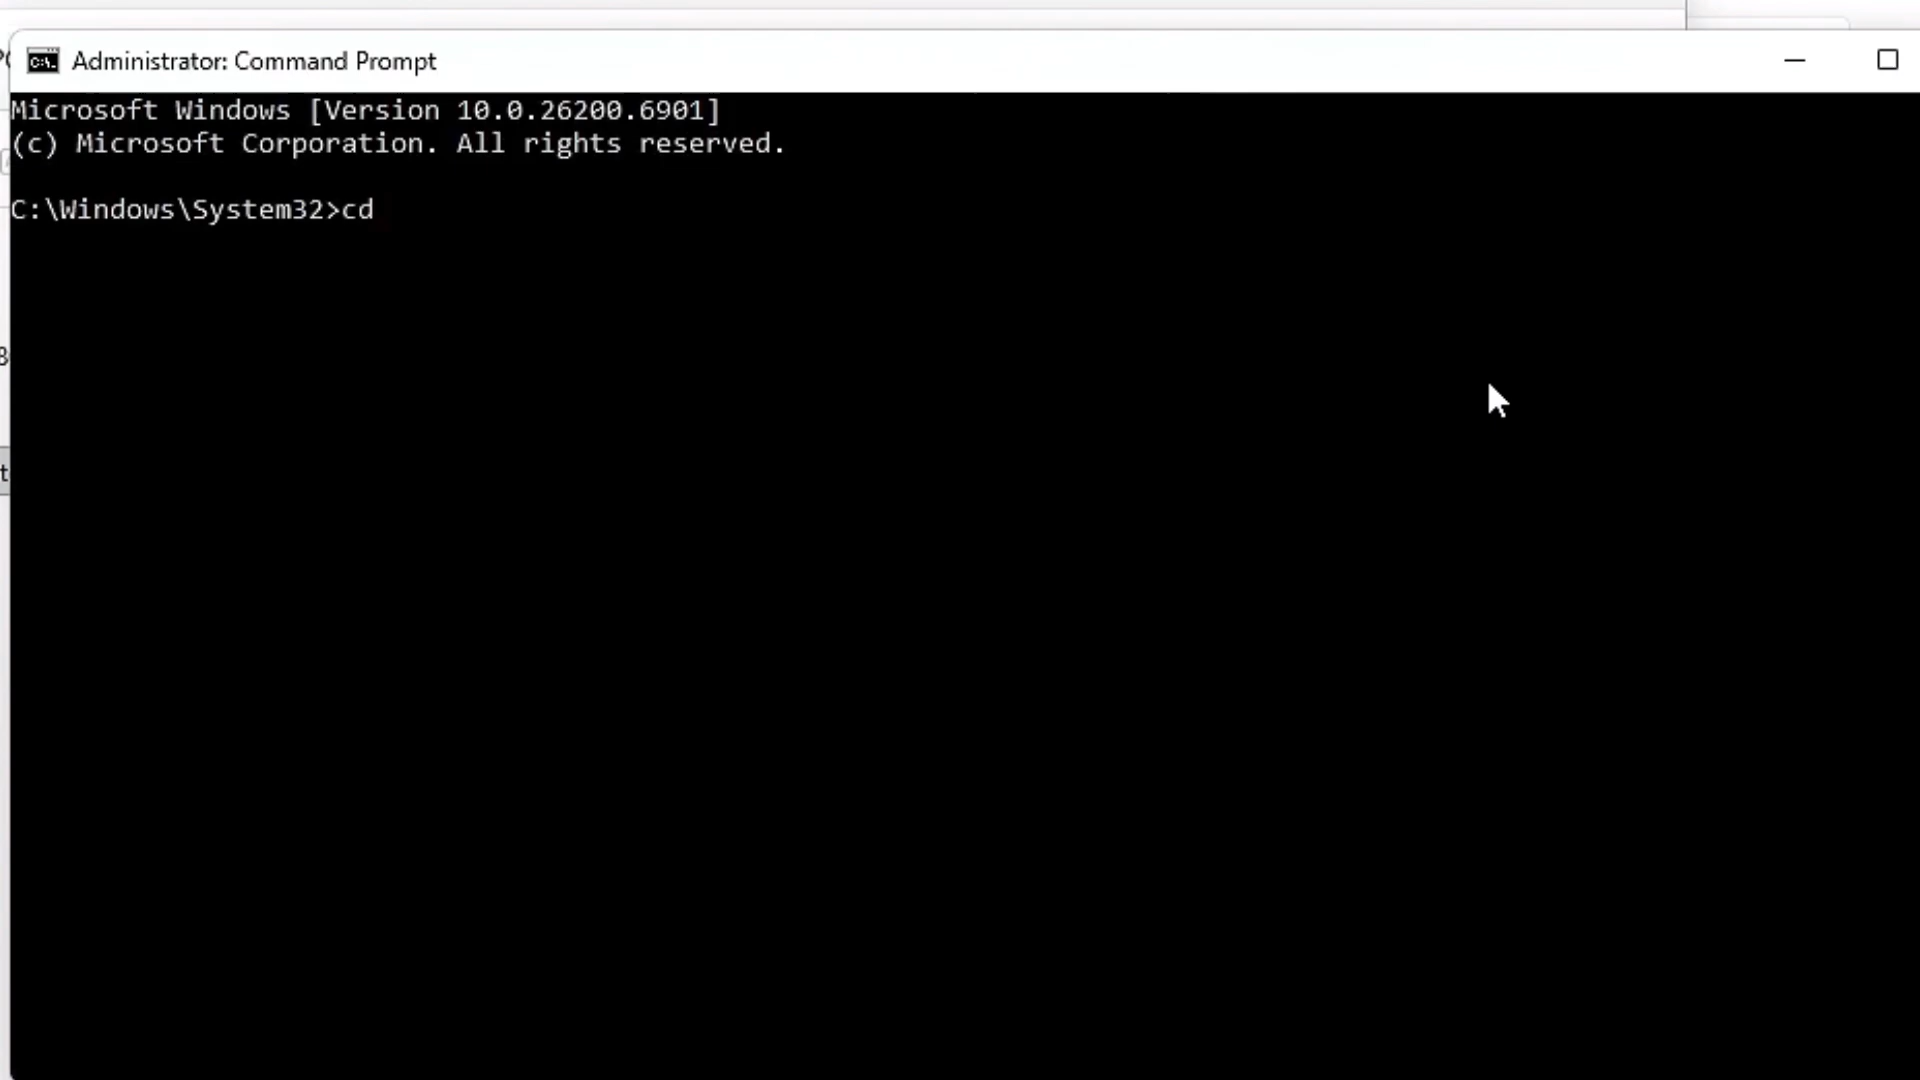 Administrator: Command Prompt
Microsoft Windows [Version 10.0.26200.6901]
(c) Microsoft Corporation. All rights reserved.
C:\Windows\System32>cd